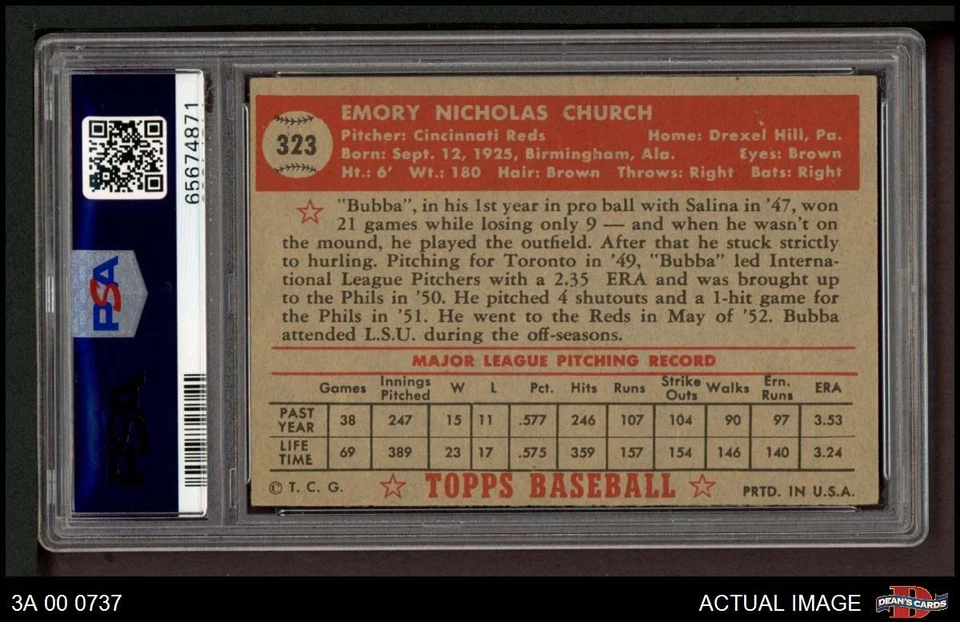 65674871
PSA
PSA
323
EMORY NICHOLAS CHURCH
Pitcher: Cincinnati Reds Home: Drexel Hill, Pa.
Born: Sept. 12, 1925, Birmingham, Ala. Eyes: Brown
Ht.: 6' Wt.: 180 Hair: Brown Throws: Right Bats: Right
"Bubba", in his 1st year in pro ball with Salina in '47, won
21 games while losing only 9 — and when he wasn't on
the mound, he played the outfield. After that he stuck strictly
to hurling. Pitching for Toronto in '49, "Bubba" led Interna-
tional League Pitchers with a 2.35 ERA and was brought up
to the Phils in '50. He pitched 4 shutouts and a 1-hit game for
the Phils in '51. He went to the Reds in May of '52. Bubba
attended L.S.U. during the off-seasons.
MAJOR LEAGUE PITCHING RECORD
Games Innings Pitched W L Pct. Hits Runs Strike Outs Walks Ern. Runs ERA
PAST YEAR 38 247 15 11 .577 246 107 104 90 97 3.53
LIFE TIME 69 389 23 17 .575 359 157 154 146 140 3.24
© T. C. G. TOPPS BASEBALL PRTD. IN U.S.A.
3A 00 0737 ACTUAL IMAGE DEAN'S CARDS